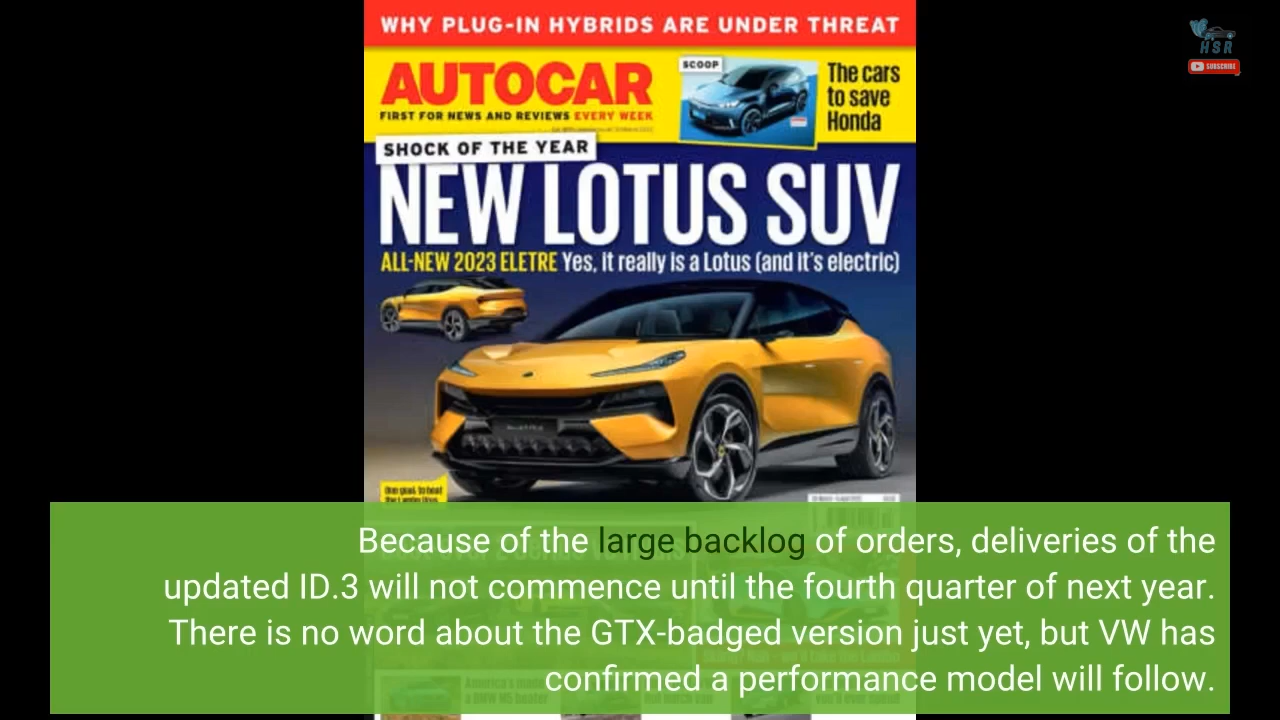 WHY PLUG-IN HYBRIDS ARE UNDER THREAT
AUTOCAR
FIRST FOR NEWS AND REVIEWS EVERY WEEK
SCOOP
The cars
to save
Honda
HSR
SUBSCRIBE
SHOCK OF THE YEAR
NEW LOTUS SUV
ALL-NEW 2023 ELETRE Yes, it really is a Lotus (and it's electric)
Because of the large backlog of orders, deliveries of the
updated ID.3 will not commence until the fourth quarter of next year.
There is no word about the GTX-badged version just yet, but VW has
confirmed a performance model will follow.